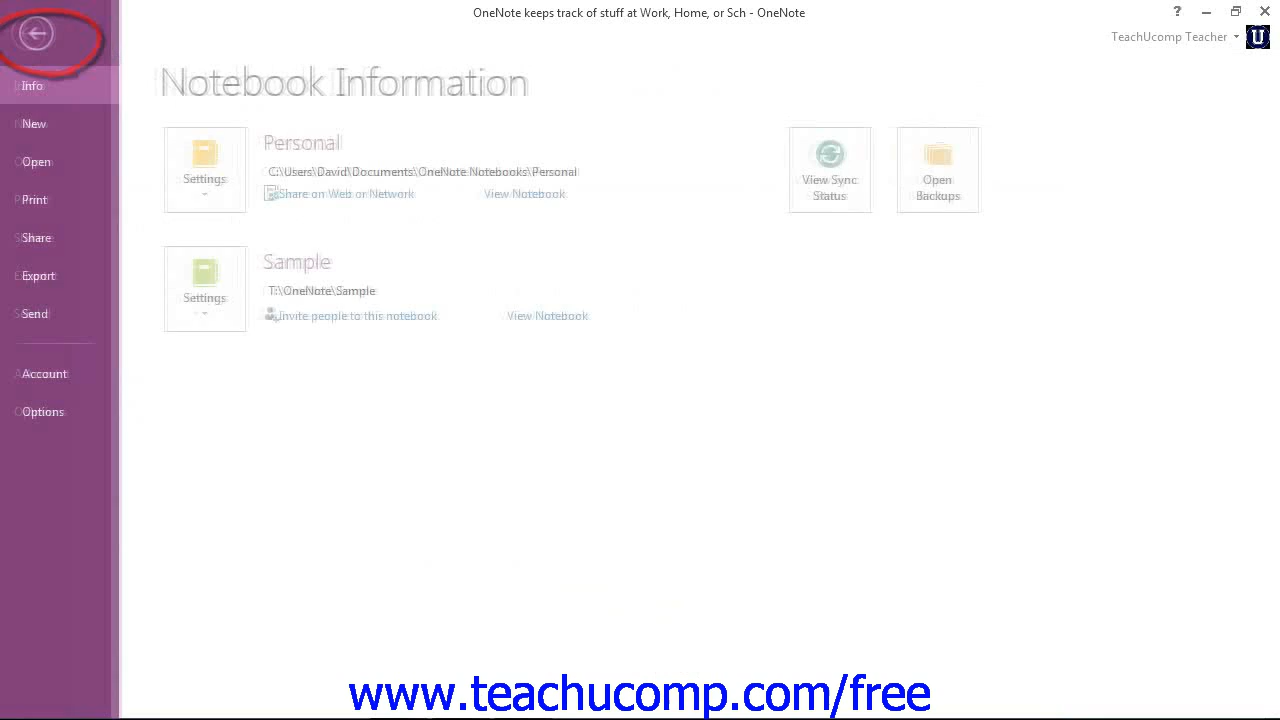 OneNote keeps track of stuff at Work, Home, or Sch - OneNote
?
TeachUcomp Teacher
U
Info
New
Open
Print
Share
Export
Send
Account
Options
Notebook Information
Settings
Personal
C:\Users\David\Documents\OneNote Notebooks\Personal
Share on Web or Network View Notebook
View Sync
Status
Open
Backups
Settings
Sample
T:\OneNote\Sample
Invite people to this notebook View Notebook
www.teachucomp.com/free